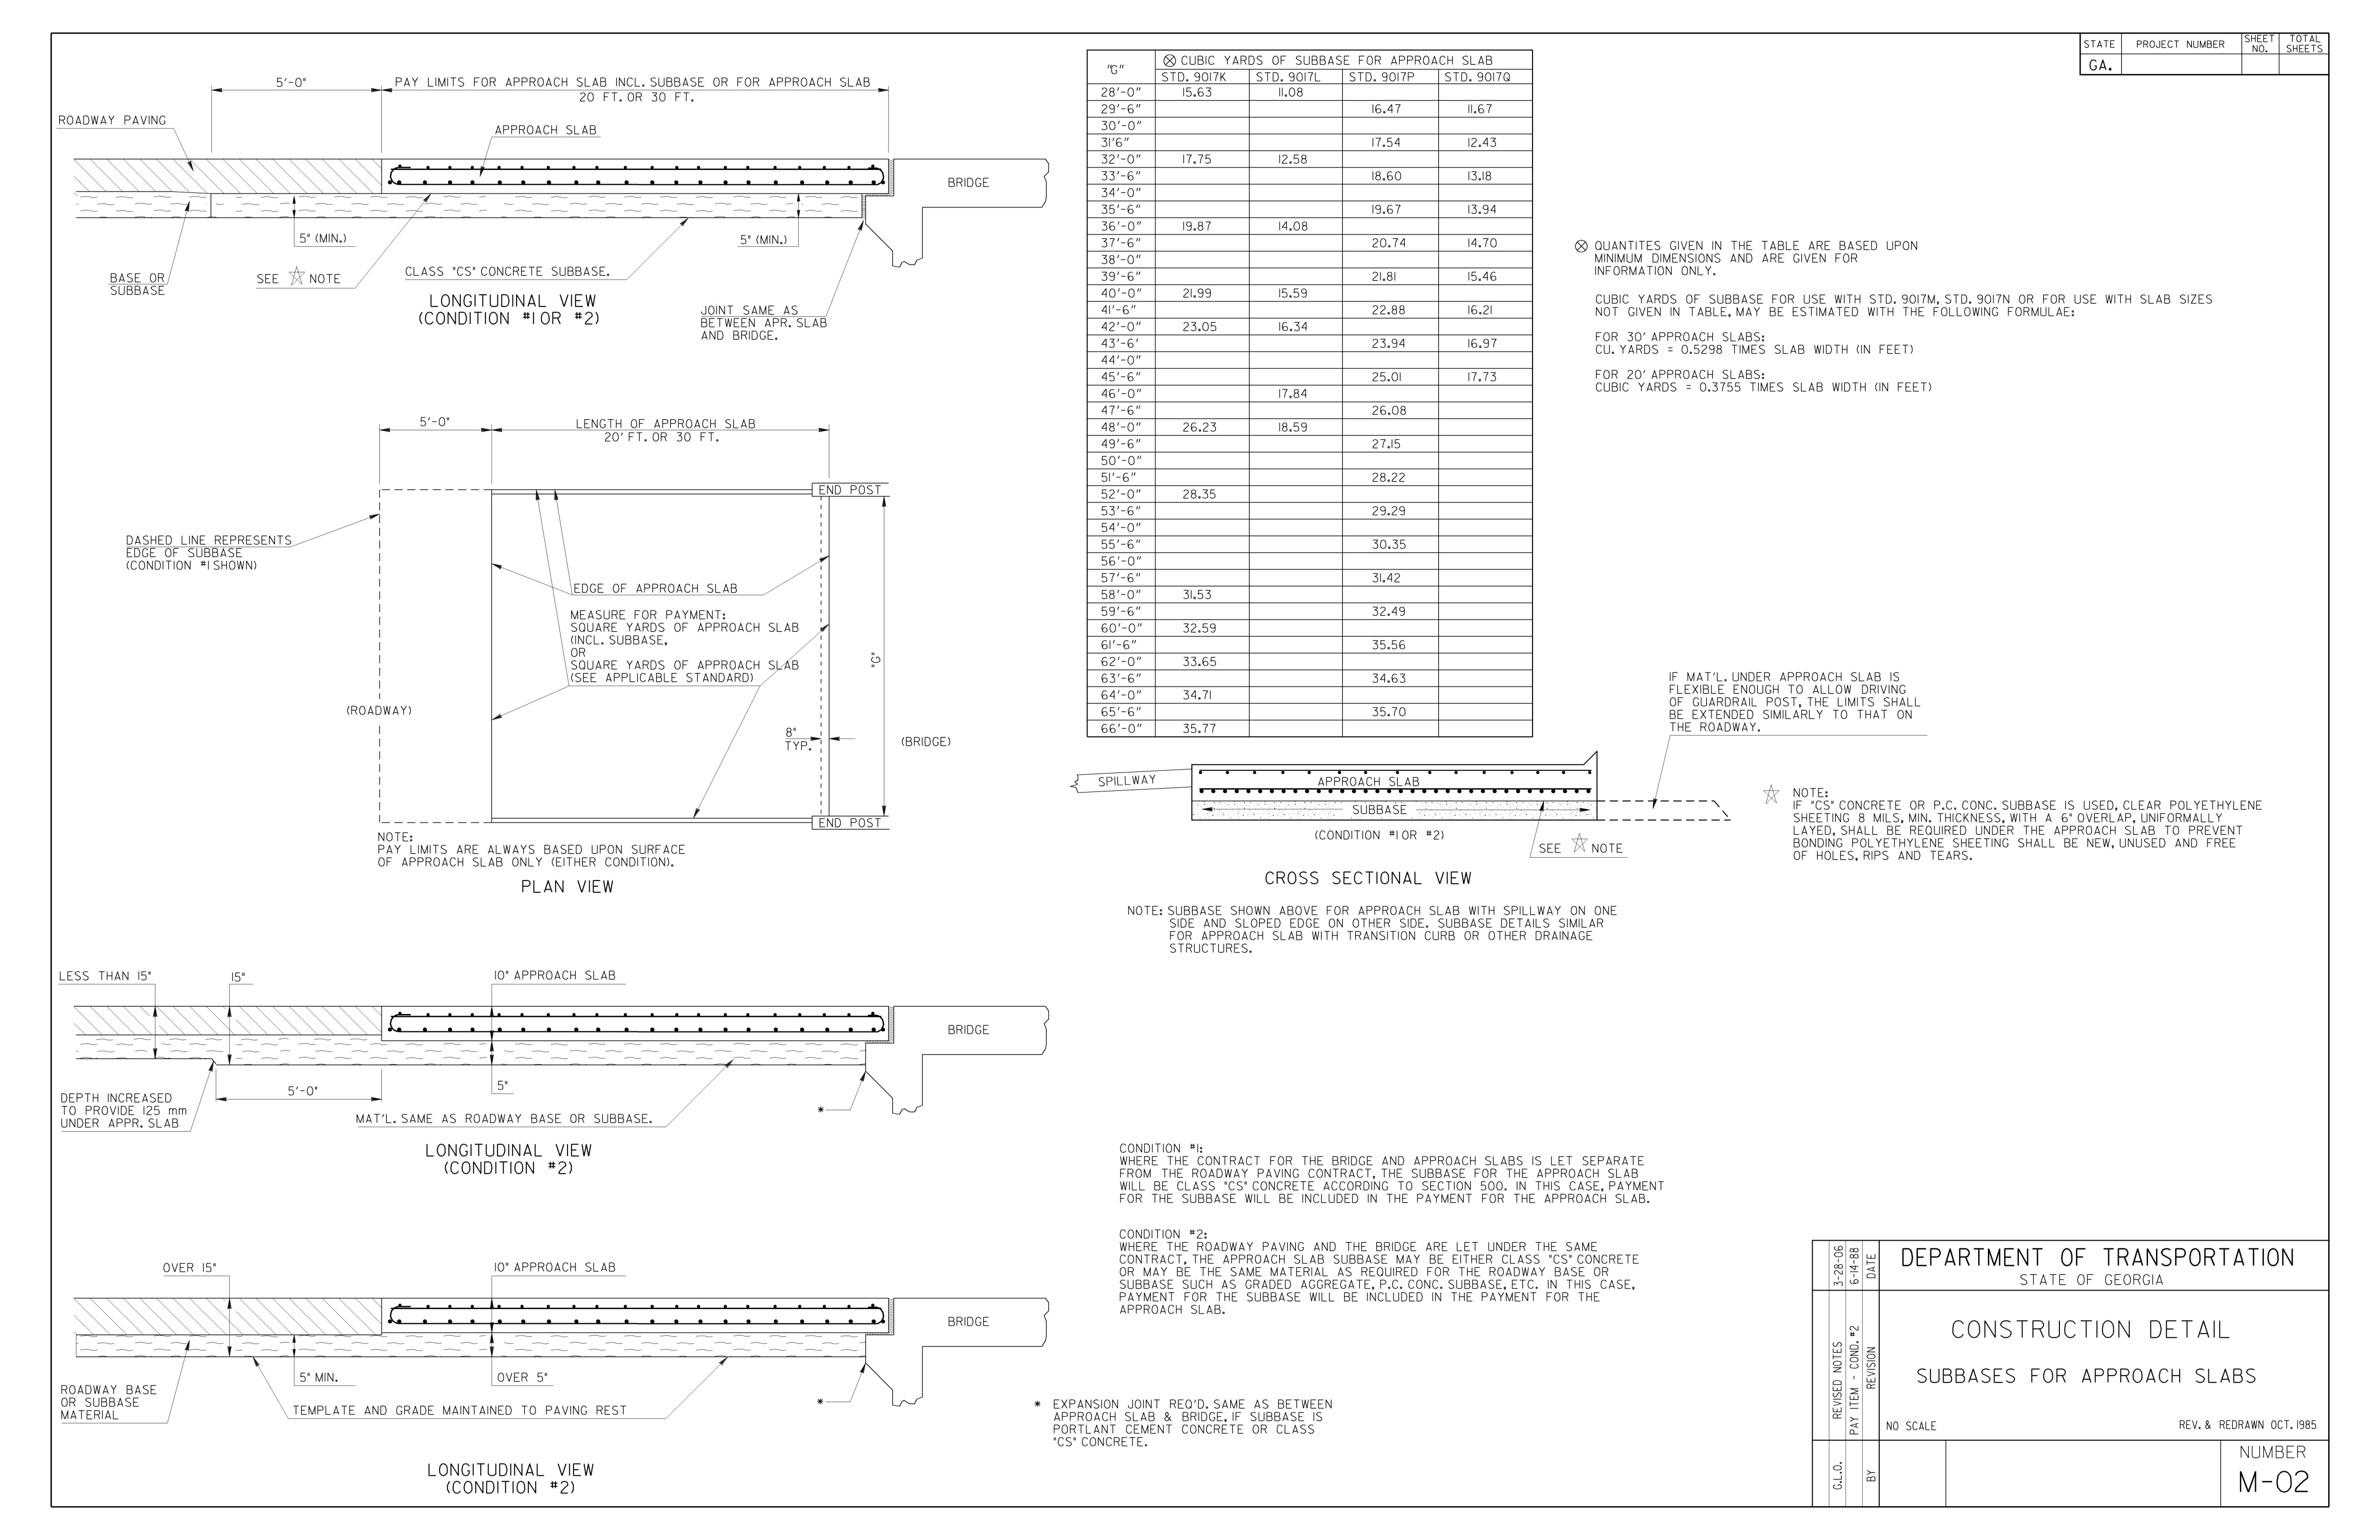 STATE PROJECT NUMBER SHEET NO. TOTAL SHEETS
GA.
5'-0"
PAY LIMITS FOR APPROACH SLAB INCL. SUBBASE OR FOR APPROACH SLAB
20 FT. OR 30 FT.
ROADWAY PAVING
APPROACH SLAB
BRIDGE
5" (MIN.)
5" (MIN.)
BASE OR
SUBBASE
SEE NOTE
CLASS "CS" CONCRETE SUBBASE.
LONGITUDINAL VIEW
(CONDITION #1 OR #2)
JOINT SAME AS
BETWEEN APR. SLAB
AND BRIDGE.
5'-0"
LENGTH OF APPROACH SLAB
20' FT. OR 30 FT.
END POST
DASHED LINE REPRESENTS
EDGE OF SUBBASE
(CONDITION #1 SHOWN)
EDGE OF APPROACH SLAB
MEASURE FOR PAYMENT:
SQUARE YARDS OF APPROACH SLAB
(INCL. SUBBASE,
OR
SQUARE YARDS OF APPROACH SLAB
(SEE APPLICABLE STANDARD)
"G"
(ROADWAY)
8"
TYP.
(BRIDGE)
END POST
NOTE:
PAY LIMITS ARE ALWAYS BASED UPON SURFACE
OF APPROACH SLAB ONLY (EITHER CONDITION).
PLAN VIEW
LESS THAN 15"
15"
10" APPROACH SLAB
BRIDGE
5'-0"
5"
DEPTH INCREASED
TO PROVIDE 125 mm
UNDER APPR. SLAB
MAT'L. SAME AS ROADWAY BASE OR SUBBASE.
*
LONGITUDINAL VIEW
(CONDITION #2)
OVER 15"
10" APPROACH SLAB
BRIDGE
5" MIN.
OVER 5"
ROADWAY BASE
OR SUBBASE
MATERIAL
TEMPLATE AND GRADE MAINTAINED TO PAVING REST
*
LONGITUDINAL VIEW
(CONDITION #2)
"G" ⊗ CUBIC YARDS OF SUBBASE FOR APPROACH SLAB
STD. 9017K STD. 9017L STD. 9017P STD. 9017Q
28'-0" 15.63 11.08
29'-6" 16.47 11.67
30'-0"
31'6" 17.54 12.43
32'-0" 17.75 12.58
33'-6" 18.60 13.18
34'-0"
35'-6" 19.67 13.94
36'-0" 19.87 14.08
37'-6" 20.74 14.70
38'-0"
39'-6" 21.81 15.46
40'-0" 21.99 15.59
41'-6" 22.88 16.21
42'-0" 23.05 16.34
43'-6' 23.94 16.97
44'-0"
45'-6" 25.01 17.73
46'-0" 17.84
47'-6" 26.08
48'-0" 26.23 18.59
49'-6" 27.15
50'-0"
51'-6" 28.22
52'-0" 28.35
53'-6" 29.29
54'-0"
55'-6" 30.35
56'-0"
57'-6" 31.42
58'-0" 31.53
59'-6" 32.49
60'-0" 32.59
61'-6" 35.56
62'-0" 33.65
63'-6" 34.63
64'-0" 34.71
65'-6" 35.70
66'-0" 35.77
⊗ QUANTITES GIVEN IN THE TABLE ARE BASED UPON
MINIMUM DIMENSIONS AND ARE GIVEN FOR
INFORMATION ONLY.
CUBIC YARDS OF SUBBASE FOR USE WITH STD. 9017M, STD. 9017N OR FOR USE WITH SLAB SIZES
NOT GIVEN IN TABLE, MAY BE ESTIMATED WITH THE FOLLOWING FORMULAE:
FOR 30' APPROACH SLABS:
CU. YARDS = 0.5298 TIMES SLAB WIDTH (IN FEET)
FOR 20' APPROACH SLABS:
CUBIC YARDS = 0.3755 TIMES SLAB WIDTH (IN FEET)
IF MAT'L. UNDER APPROACH SLAB IS
FLEXIBLE ENOUGH TO ALLOW DRIVING
OF GUARDRAIL POST, THE LIMITS SHALL
BE EXTENDED SIMILARLY TO THAT ON
THE ROADWAY.
SPILLWAY
APPROACH SLAB
SUBBASE
(CONDITION #1 OR #2)
SEE NOTE
CROSS SECTIONAL VIEW
NOTE:
IF "CS" CONCRETE OR P.C. CONC. SUBBASE IS USED, CLEAR POLYETHYLENE
SHEETING 8 MILS, MIN. THICKNESS, WITH A 6" OVERLAP, UNIFORMALLY
LAYED, SHALL BE REQUIRED UNDER THE APPROACH SLAB TO PREVENT
BONDING POLYETHYLENE SHEETING SHALL BE NEW, UNUSED AND FREE
OF HOLES, RIPS AND TEARS.
NOTE: SUBBASE SHOWN ABOVE FOR APPROACH SLAB WITH SPILLWAY ON ONE
SIDE AND SLOPED EDGE ON OTHER SIDE. SUBBASE DETAILS SIMILAR
FOR APPROACH SLAB WITH TRANSITION CURB OR OTHER DRAINAGE
STRUCTURES.
CONDITION #1:
WHERE THE CONTRACT FOR THE BRIDGE AND APPROACH SLABS IS LET SEPARATE
FROM THE ROADWAY PAVING CONTRACT, THE SUBBASE FOR THE APPROACH SLAB
WILL BE CLASS "CS" CONCRETE ACCORDING TO SECTION 500. IN THIS CASE, PAYMENT
FOR THE SUBBASE WILL BE INCLUDED IN THE PAYMENT FOR THE APPROACH SLAB.
CONDITION #2:
WHERE THE ROADWAY PAVING AND THE BRIDGE ARE LET UNDER THE SAME
CONTRACT, THE APPROACH SLAB SUBBASE MAY BE EITHER CLASS "CS" CONCRETE
OR MAY BE THE SAME MATERIAL AS REQUIRED FOR THE ROADWAY BASE OR
SUBBASE SUCH AS GRADED AGGREGATE, P.C. CONC. SUBBASE, ETC. IN THIS CASE,
PAYMENT FOR THE SUBBASE WILL BE INCLUDED IN THE PAYMENT FOR THE
APPROACH SLAB.
* EXPANSION JOINT REQ'D. SAME AS BETWEEN
APPROACH SLAB & BRIDGE, IF SUBBASE IS
PORTLANT CEMENT CONCRETE OR CLASS
"CS" CONCRETE.
3-28-06
6-14-88
DATE
REVISED NOTES
PAY ITEM - COND. #2
REVISION
G.L.O.
BY
DEPARTMENT OF TRANSPORTATION
STATE OF GEORGIA
CONSTRUCTION DETAIL
SUBBASES FOR APPROACH SLABS
NO SCALE
REV. & REDRAWN OCT. 1985
NUMBER
M-02